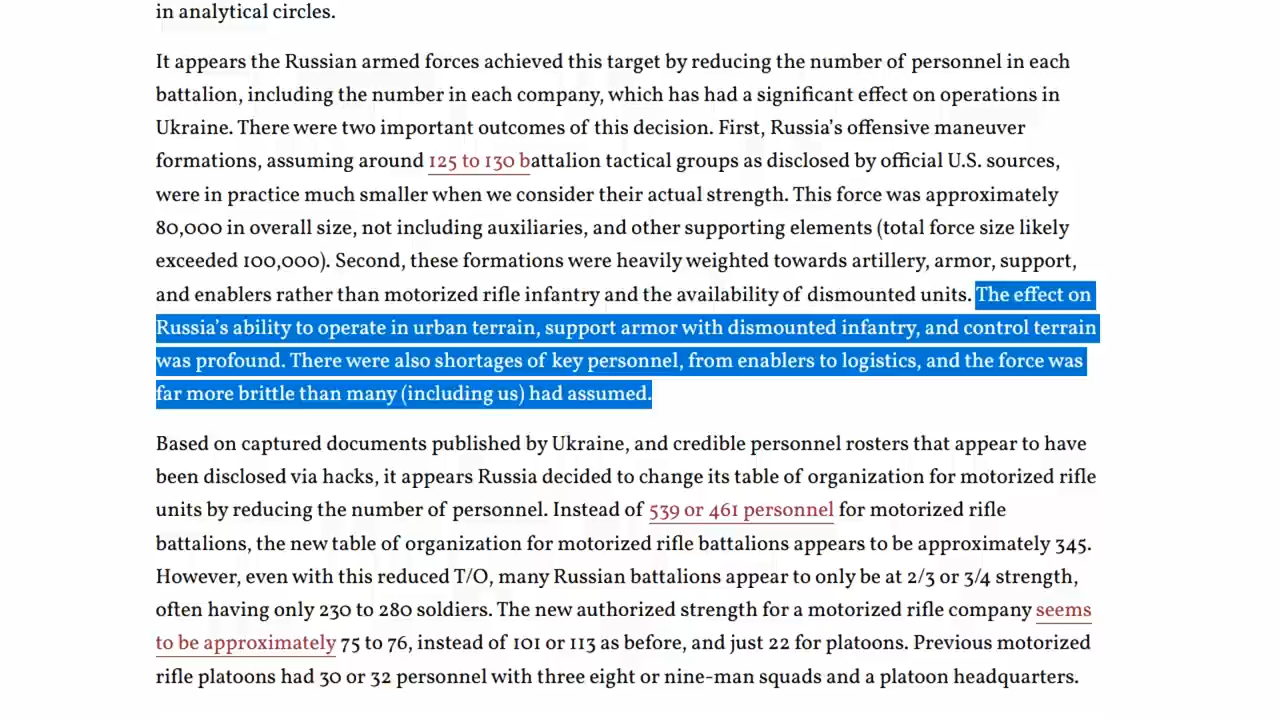 in analytical circles.
It appears the Russian armed forces achieved this target by reducing the number of personnel in each
battalion, including the number in each company, which has had a significant effect on operations in
Ukraine. There were two important outcomes of this decision. First, Russia’s offensive maneuver
formations, assuming around 125 to 130 battalion tactical groups as disclosed by official U.S. sources,
were in practice much smaller when we consider their actual strength. This force was approximately
80,000 in overall size, not including auxiliaries, and other supporting elements (total force size likely
exceeded 100,000). Second, these formations were heavily weighted towards artillery, armor, support,
and enablers rather than motorized rifle infantry and the availability of dismounted units. The effect on
Russia’s ability to operate in urban terrain, support armor with dismounted infantry, and control terrain
was profound. There were also shortages of key personnel, from enablers to logistics, and the force was
far more brittle than many (including us) had assumed.
Based on captured documents published by Ukraine, and credible personnel rosters that appear to have
been disclosed via hacks, it appears Russia decided to change its table of organization for motorized rifle
units by reducing the number of personnel. Instead of 539 or 461 personnel for motorized rifle
battalions, the new table of organization for motorized rifle battalions appears to be approximately 345.
However, even with this reduced T/O, many Russian battalions appear to only be at 2/3 or 3/4 strength,
often having only 230 to 280 soldiers. The new authorized strength for a motorized rifle company seems
to be approximately 75 to 76, instead of 101 or 113 as before, and just 22 for platoons. Previous motorized
rifle platoons had 30 or 32 personnel with three eight or nine-man squads and a platoon headquarters.